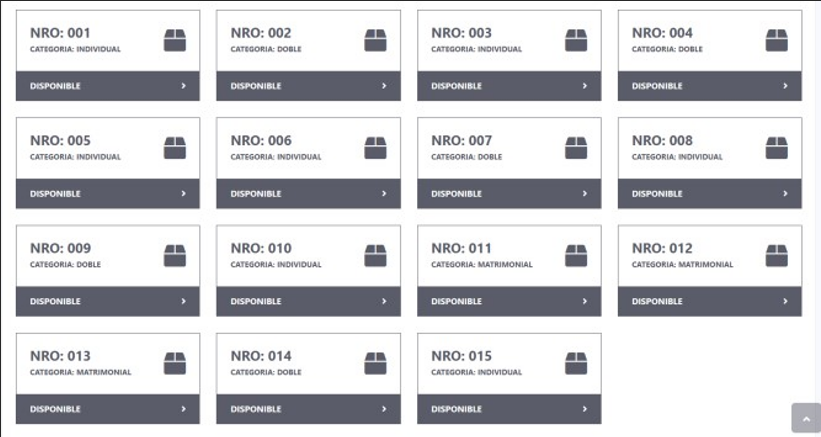 NRO: 001
CATEGORIA: INDIVIDUAL
DISPONIBLE
NRO: 002
CATEGORIA: DOBLE
DISPONIBLE
NRO: 003
CATEGORIA: INDIVIDUAL
DISPONIBLE
NRO: 004
CATEGORIA: DOBLE
DISPONIBLE
NRO: 005
CATEGORIA: INDIVIDUAL
DISPONIBLE
NRO: 006
CATEGORIA: INDIVIDUAL
DISPONIBLE
NRO: 007
CATEGORIA: DOBLE
DISPONIBLE
NRO: 008
CATEGORIA: INDIVIDUAL
DISPONIBLE
NRO: 009
CATEGORIA: DOBLE
DISPONIBLE
NRO: 010
CATEGORIA: INDIVIDUAL
DISPONIBLE
NRO: 011
CATEGORIA: MATRIMONIAL
DISPONIBLE
NRO: 012
CATEGORIA: MATRIMONIAL
DISPONIBLE
NRO: 013
CATEGORIA: MATRIMONIAL
DISPONIBLE
NRO: 014
CATEGORIA: DOBLE
DISPONIBLE
NRO: 015
CATEGORIA: INDIVIDUAL
DISPONIBLE